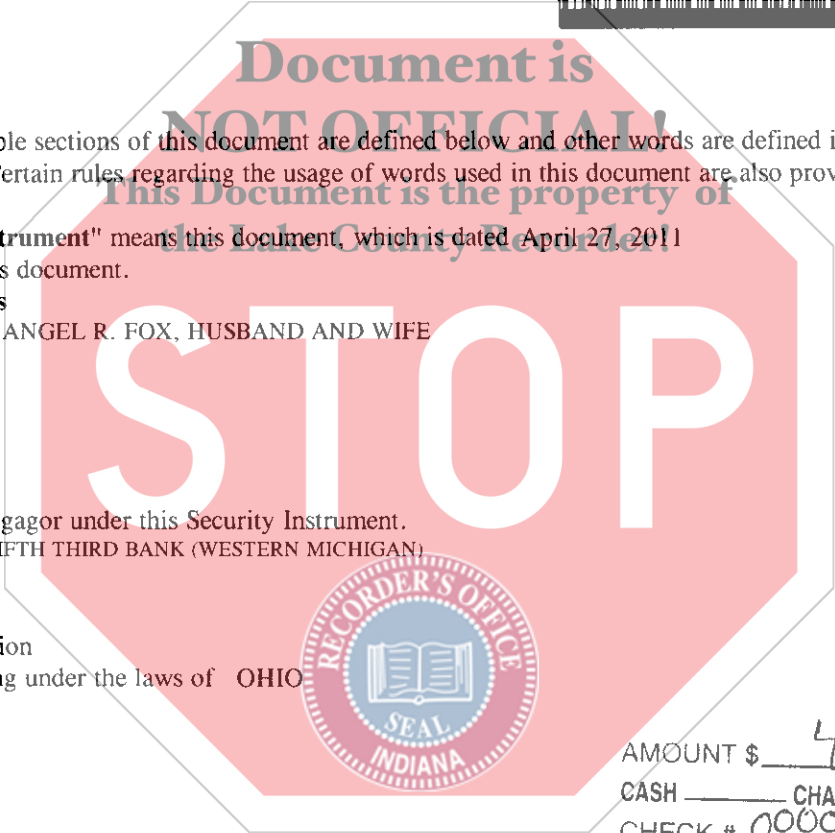 Document is
NOT OFFICIAL!
This Document is the property of
the Lake County Recorder!
ple sections of this document are defined below and other words are defined i
ertain rules regarding the usage of words used in this document are also prov
trument" means this document, which is dated April 27, 2011
s document.
s
ANGEL R. FOX, HUSBAND AND WIFE
STOP
gagor under this Security Instrument.
IFTH THIRD BANK (WESTERN MICHIGAN)
RECORDER'S OFFICE
SEAL
INDIANA
ion
g under the laws of OHIO
AMOUNT $
CASH CHA
CHECK # 000